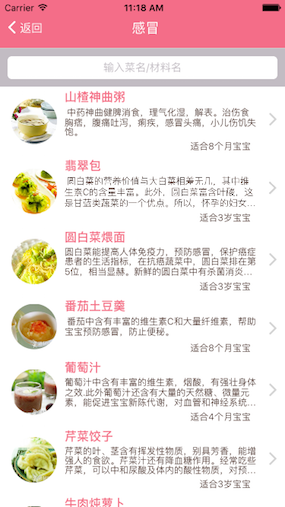 Carrier 11:18 AM
返回 感冒
输入菜名/材料名
山楂神曲粥
中药神曲健脾消食，理气化湿，解表。治伤食
胸痞，腹痛吐泻，痢疾，感冒头痛，小儿伤饥失
饱。
适合8个月宝宝
翡翠包
圆白菜的营养价值与大白菜相差无几，其中维
生素C的含量丰富。此外，圆白菜富含叶酸，这
是甘蓝类蔬菜的一个优点。所以，怀孕的妇女...
适合3岁宝宝
圆白菜煨面
圆白菜能提高人体免疫力，预防感冒，保护癌症
患者的生活指标。在抗癌蔬菜中，圆白菜排在第
5位，相当显赫。新鲜的圆白菜中有杀菌消炎...
适合3岁宝宝
番茄土豆羹
番茄中含有丰富的维生素C和大量纤维素，帮助
宝宝预防感冒，防止便秘。
适合8个月宝宝
葡萄汁
葡萄汁中含有丰富的维生素，烟酸，有强壮身体
之效.此外葡萄汁还含有大量的天然糖、微量元
素，能促进宝宝新陈代谢，对血管和神经系统...
适合4个月宝宝
芹菜饺子
芹菜的叶、茎含有挥发性物质，别具芳香，能增
强人的食欲。芹菜汁还有降血糖作用。经常吃些
芹菜，可以中和尿酸及体内的酸性物质，对预...
适合3岁宝宝
牛肉炖萝卜